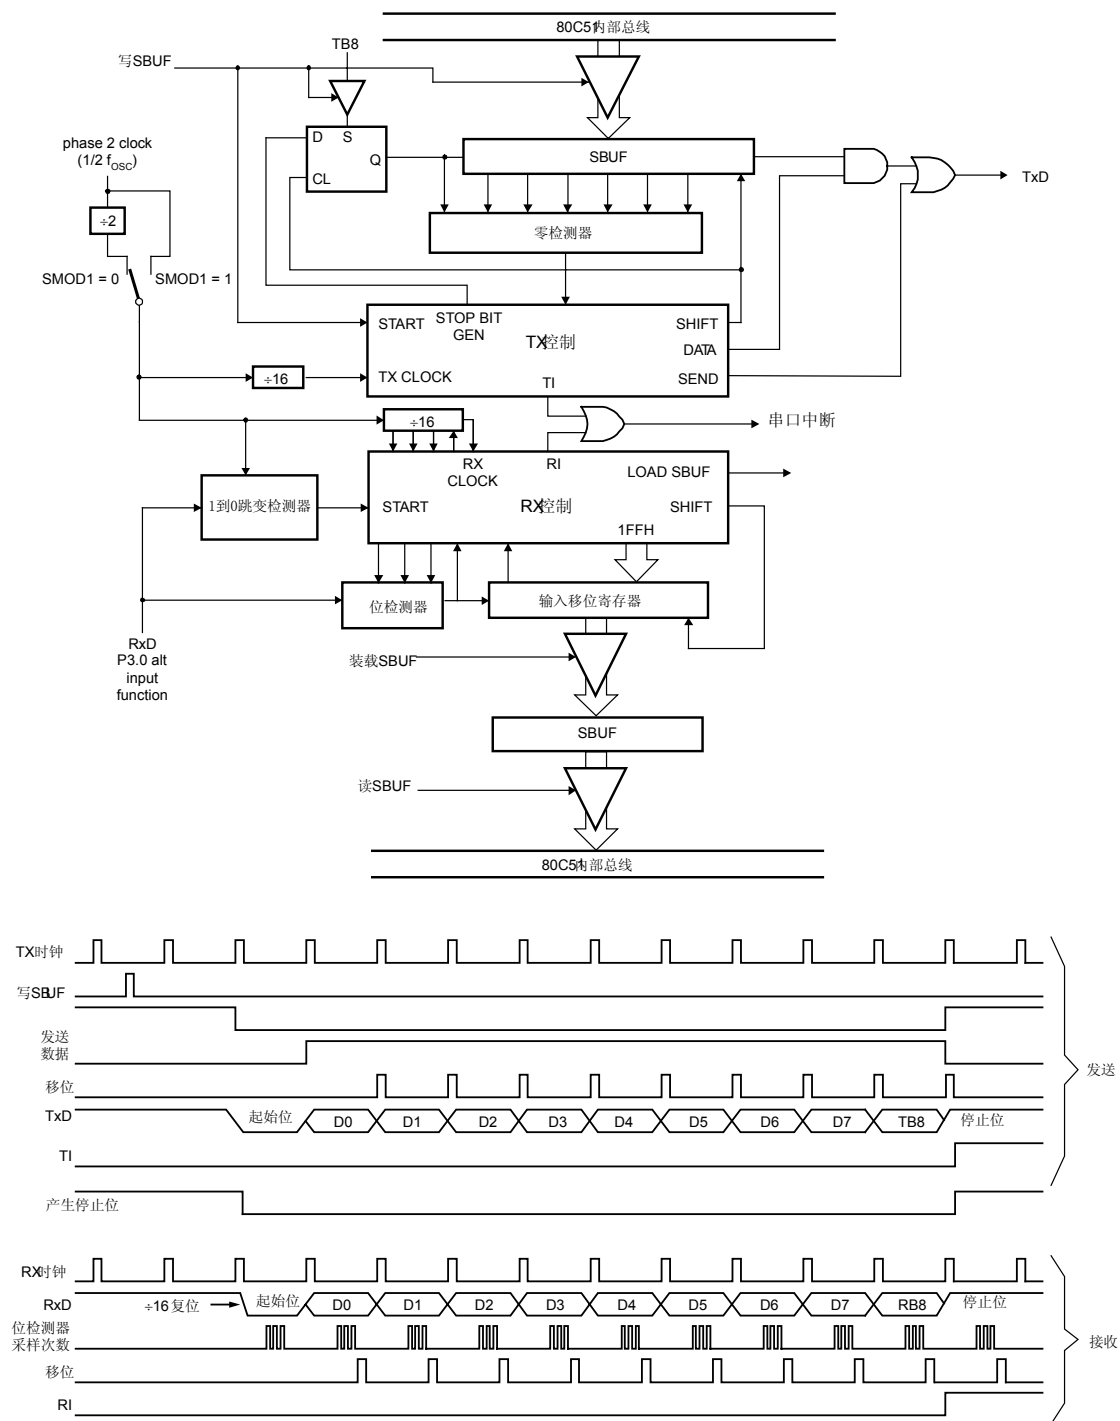 80C51内部总线
TB8
写SBUF
phase 2 clock
(1/2 fOSC)
D S
Q
CL
SBUF
TxD
÷2
零检测器
SMOD1 = 0
SMOD1 = 1
START
STOP BIT
GEN
TX控制
SHIFT
DATA
TX CLOCK
TI
SEND
÷16
÷16
串口中断
RX
CLOCK
RI
LOAD SBUF
1到0跳变检测器
START
RX控制
SHIFT
1FFH
位检测器
输入移位寄存器
RxD
P3.0 alt
input
function
装载SBUF
SBUF
读SBUF
80C51内部总线
TX时钟
写SBUF
发送
数据
移位
发送
TxD
起始位 D0 D1 D2 D3 D4 D5 D6 D7 TB8 停止位
TI
产生停止位
RX时钟
RxD
÷16复位
起始位 D0 D1 D2 D3 D4 D5 D6 D7 RB8 停止位
位检测器
采样次数
接收
移位
RI